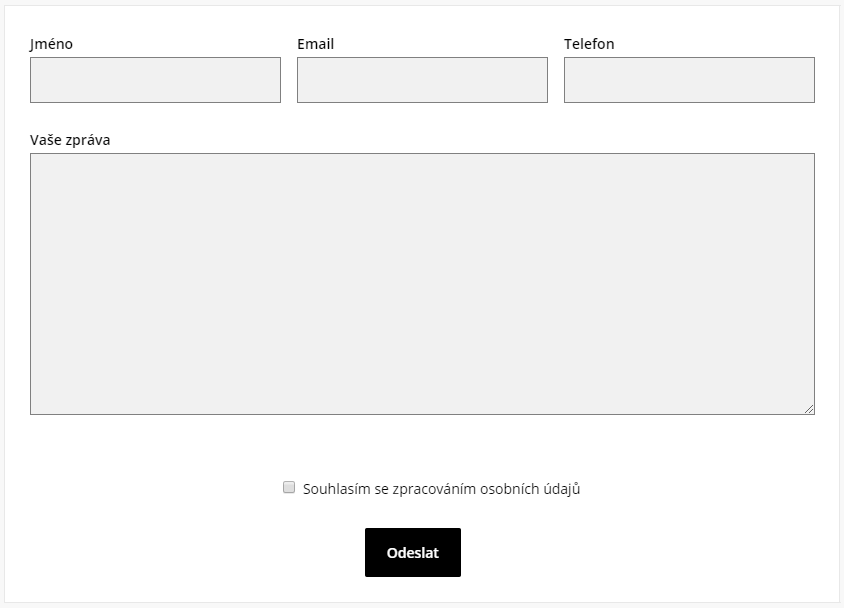 Jméno Email Telefon
Vaše zpráva
Souhlasím se zpracováním osobních údajů
Odeslat